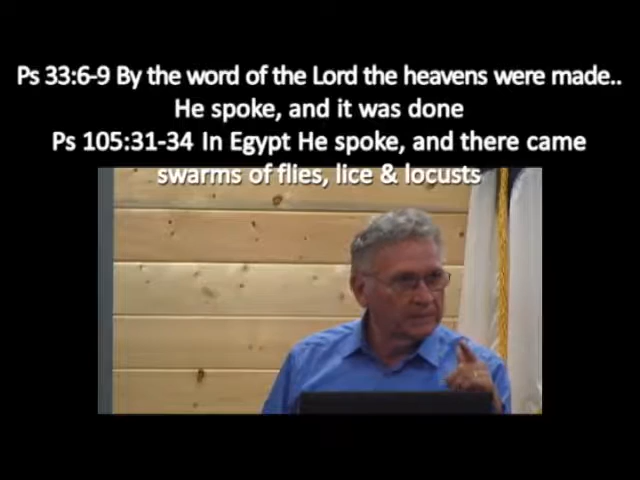 Ps 33:6-9 By the word of the Lord the heavens were made..
He spoke, and it was done
Ps 105:31-34 In Egypt He spoke, and there came
swarms of flies, lice & locusts